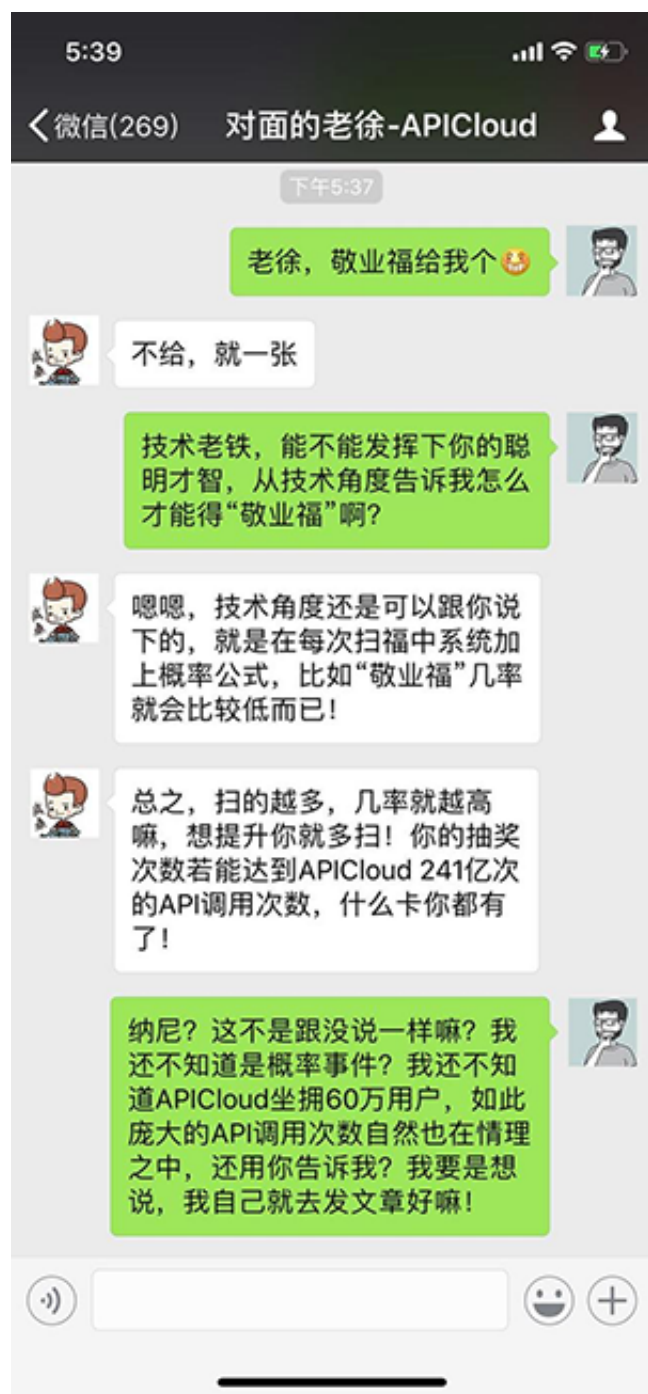 5:39
微信(269) 对面的老徐-APICloud
下午5:37
老徐，敬业福给我个
不给，就一张
技术老铁，能不能发挥下你的聪
明才智，从技术角度告诉我怎么
才能得“敬业福”啊？
嗯嗯，技术角度还是可以跟你说
下的，就是在每次扫福中系统加
上概率公式，比如“敬业福”几率
就会比较低而已！
总之，扫的越多，几率就越高
嘛，想提升你就多扫！你的抽奖
次数若能达到APICloud 241亿次
的API调用次数，什么卡你都有
了！
纳尼？这不是跟没说一样嘛？我
还不知道是概率事件？我还不知
道APICloud坐拥60万用户，如此
庞大的API调用次数自然也在情理
之中，还用你告诉我？我要是想
说，我自己就去发文章好嘛！